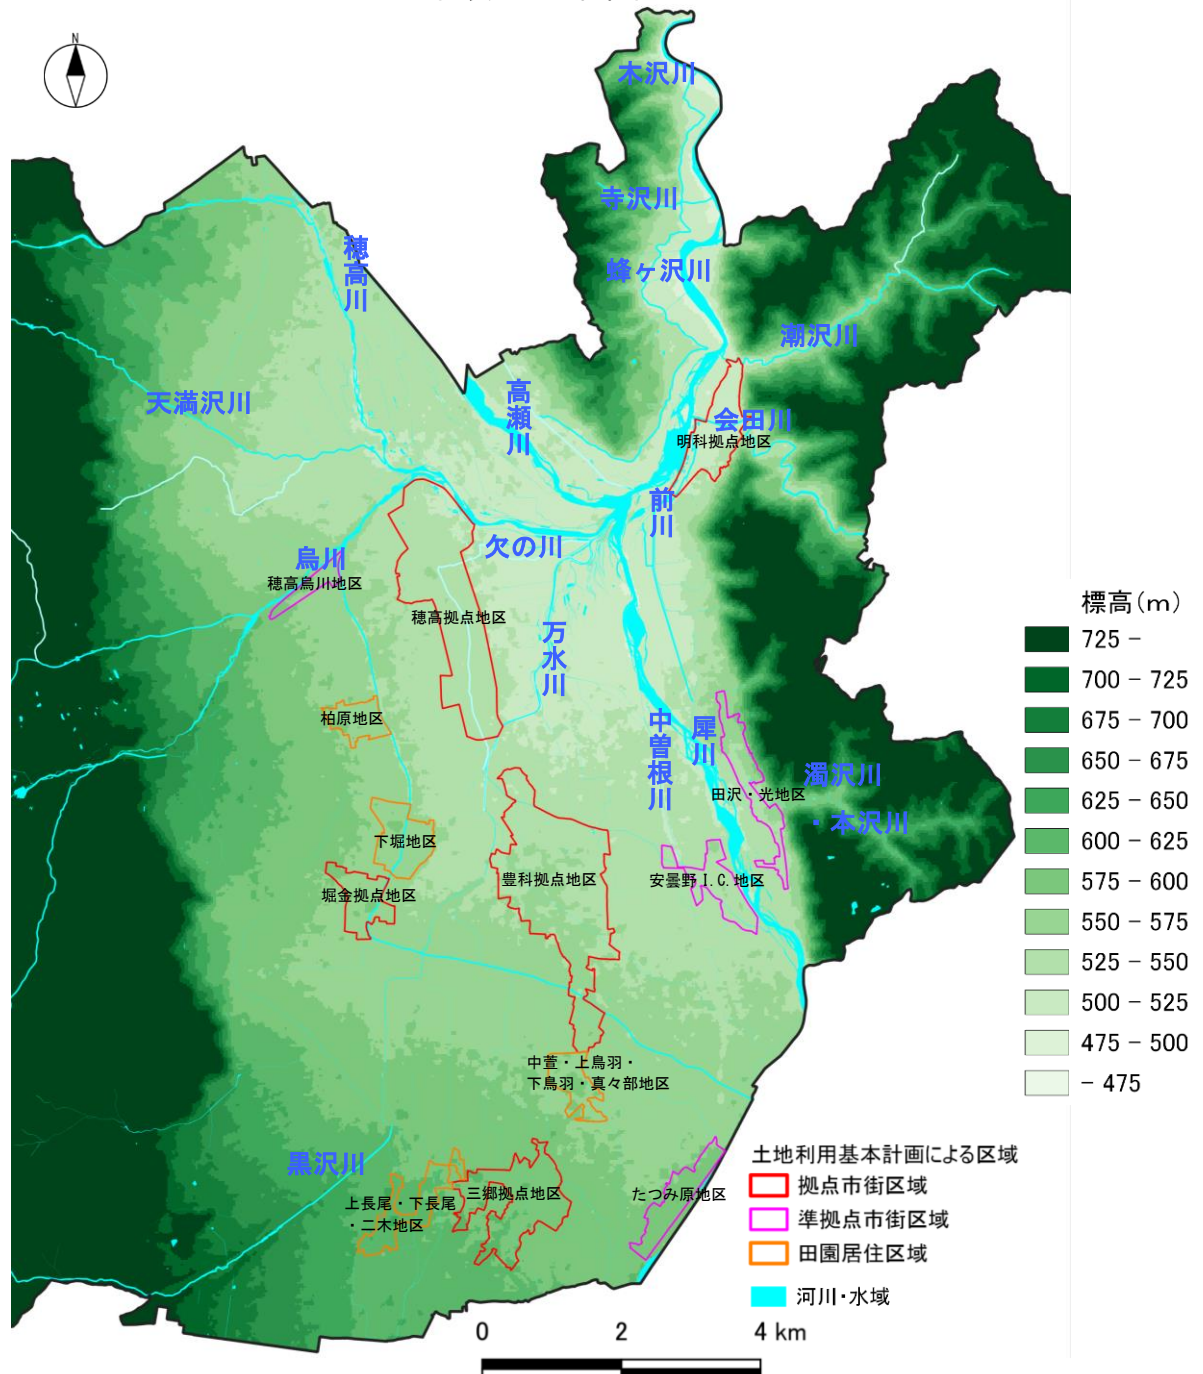 N
木沢川
寺沢川
穂高川
蜂ヶ沢川
潮沢川
天満沢川
高瀬川
会田川
明科拠点地区
前川
欠の川
烏川
穂高烏川地区
穂高拠点地区
万水川
柏原地区
中曽根川
犀川
濁沢川
・本沢川
田沢・光地区
下堀地区
堀金拠点地区
豊科拠点地区
安曇野I.C.地区
中萱・上鳥羽・
下鳥羽・真々部地区
黒沢川
上長尾・下長尾
・二木地区
三郷拠点地区
たつみ原地区
標高(m)
725 -
700 - 725
675 - 700
650 - 675
625 - 650
600 - 625
575 - 600
550 - 575
525 - 550
500 - 525
475 - 500
- 475
土地利用基本計画による区域
拠点市街区域
準拠点市街区域
田園居住区域
河川・水域
0 2 4 km